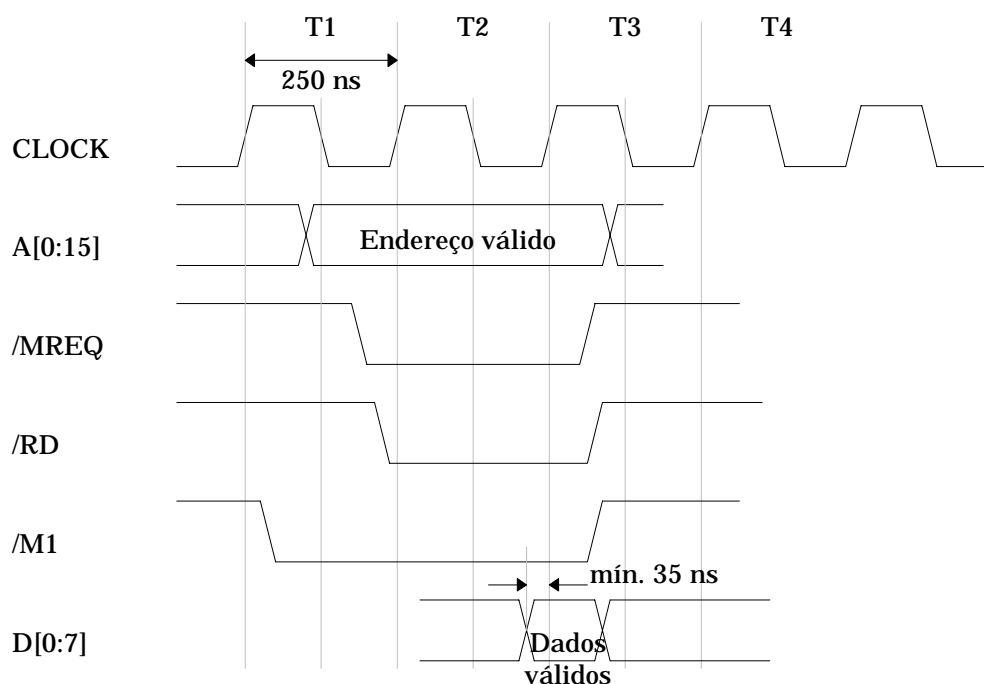 T1 T2 T3 T4
250 ns
CLOCK
A[0:15] Endereço válido
/MREQ
/RD
/M1
mín. 35 ns
D[0:7] Dados
válidos